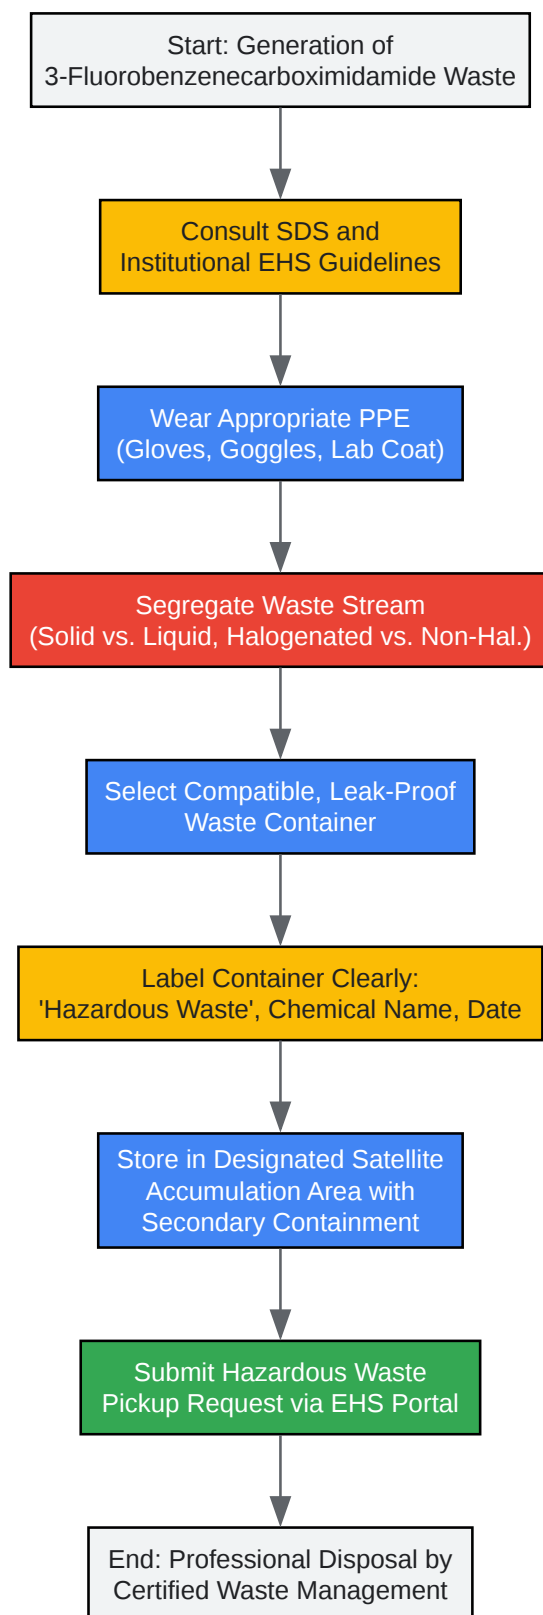 Start: Generation of
3-Fluorobenzenecarboximidamide Waste
Consult SDS and
Institutional EHS Guidelines
Wear Appropriate PPE
(Gloves, Goggles, Lab Coat)
Segregate Waste Stream
(Solid vs. Liquid, Halogenated vs. Non-Hal.)
Select Compatible, Leak-Proof
Waste Container
Label Container Clearly:
'Hazardous Waste', Chemical Name, Date
Store in Designated Satellite
Accumulation Area with
Secondary Containment
Submit Hazardous Waste
Pickup Request via EHS Portal
End: Professional Disposal by
Certified Waste Management